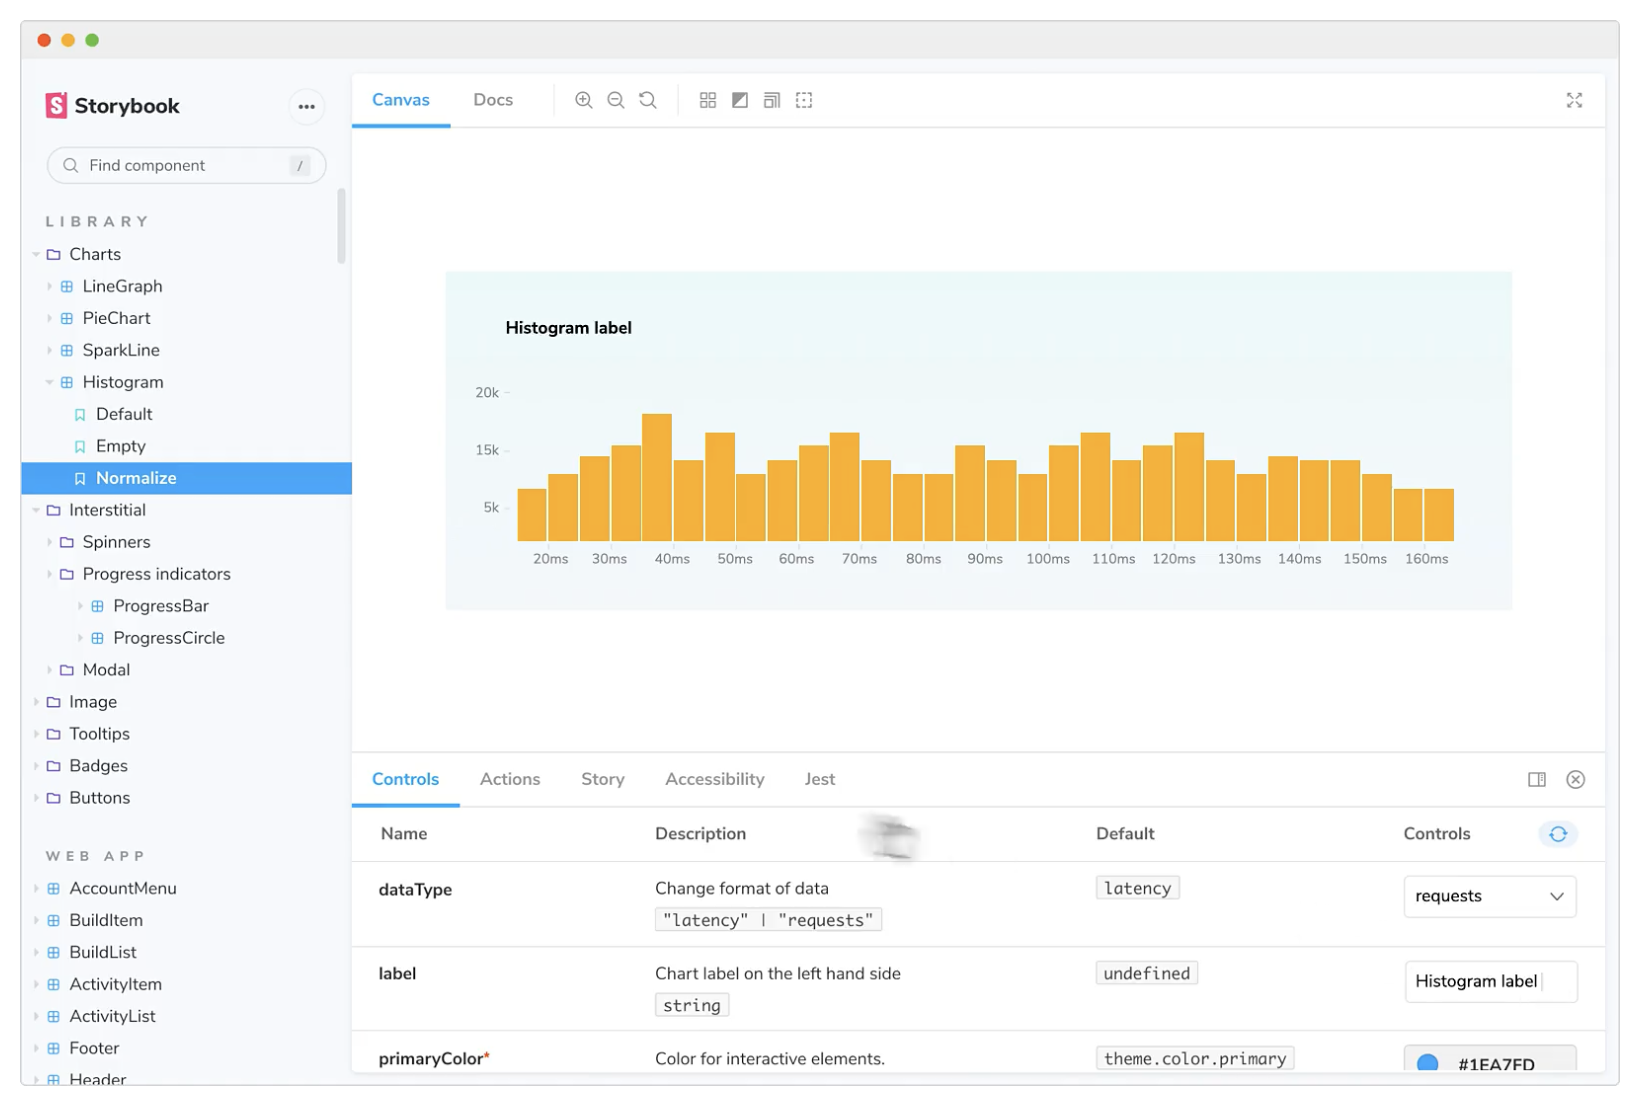 Storybook
Find component /
LIBRARY
Charts
LineGraph
PieChart
SparkLine
Histogram
Default
Empty
Normalize
Interstitial
Spinners
Progress indicators
ProgressBar
ProgressCircle
Modal
Image
Tooltips
Badges
Buttons
WEB APP
AccountMenu
BuildItem
BuildList
ActivityItem
ActivityList
Footer
Header
Canvas Docs
Histogram label
20k
15k
5k
20ms 30ms 40ms 50ms 60ms 70ms 80ms 90ms 100ms 110ms 120ms 130ms 140ms 150ms 160ms
Controls Actions Story Accessibility Jest
Name Description Default Controls
dataType Change format of data latency requests
"latency" | "requests"
label Chart label on the left hand side undefined Histogram label
string
primaryColor* Color for interactive elements. theme.color.primary #1EA7FD